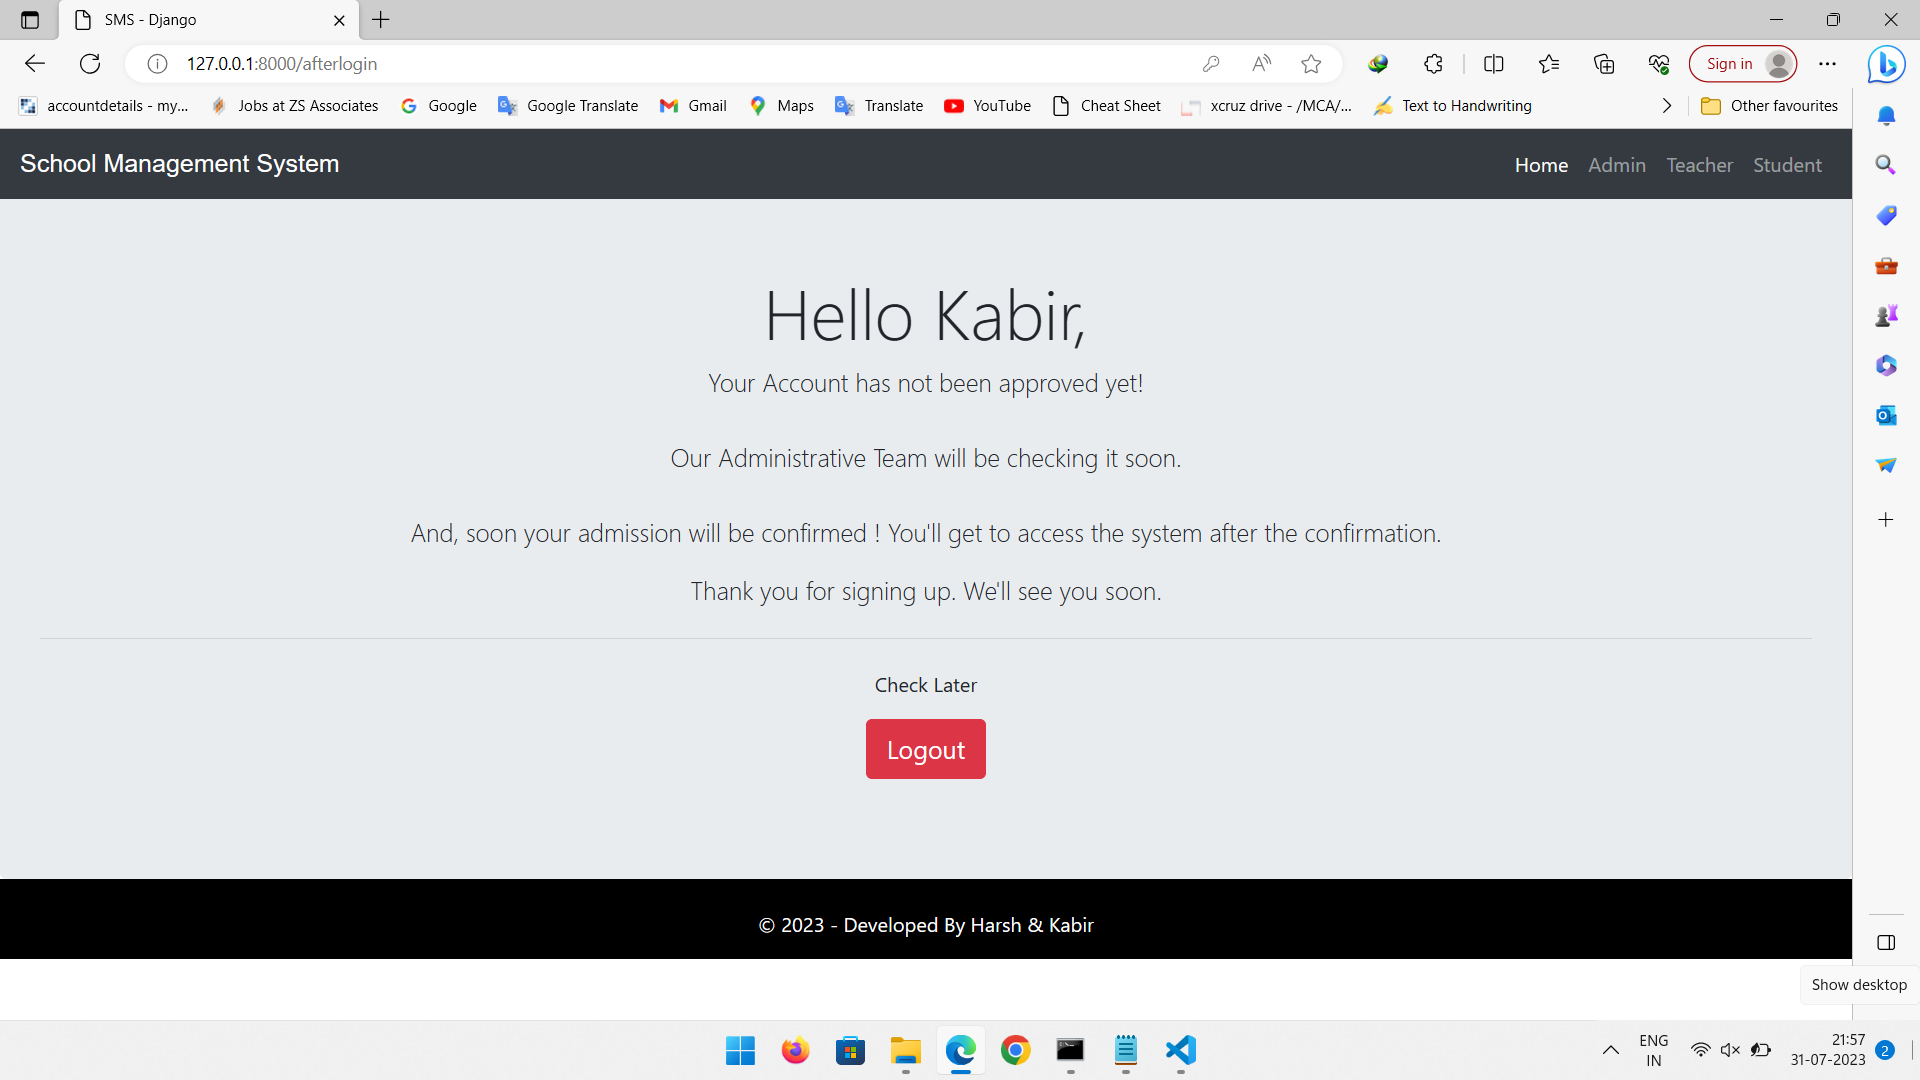 SMS - Django
127.0.0.1:8000/afterlogin
Sign in
accountdetails - my...
Jobs at ZS Associates
Google
Google Translate
Gmail
Maps
Translate
YouTube
Cheat Sheet
xcruz drive - /MCA/...
Text to Handwriting
Other favourites
School Management System
Home
Admin
Teacher
Student
Hello Kabir,
Your Account has not been approved yet!
Our Administrative Team will be checking it soon.
And, soon your admission will be confirmed ! You'll get to access the system after the confirmation.
Thank you for signing up. We'll see you soon.
Check Later
Logout
© 2023 - Developed By Harsh & Kabir
Show desktop
ENG
IN
21:57
31-07-2023
2